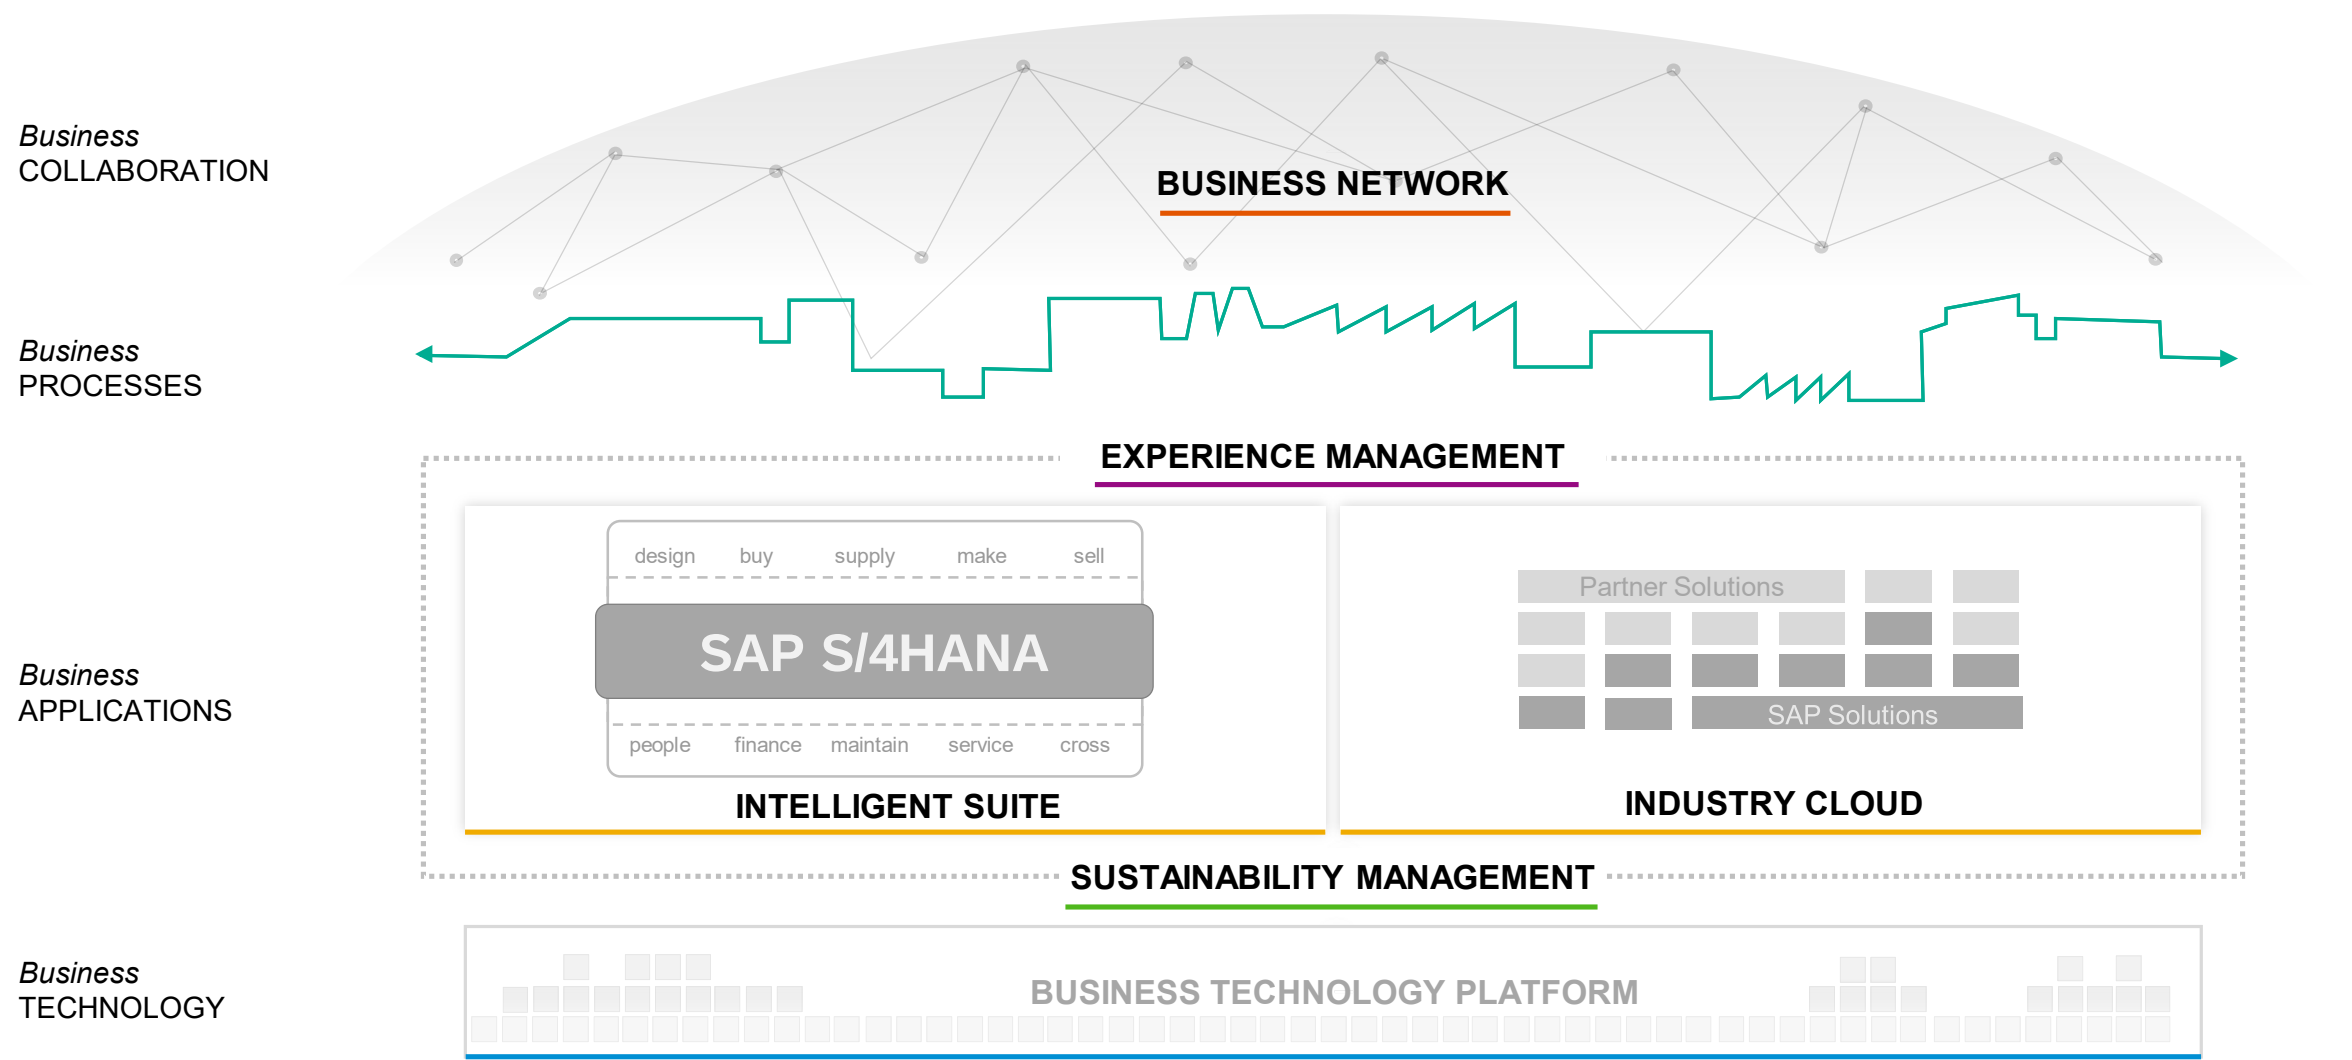 Business
COLLABORATION
BUSINESS NETWORK
Business
PROCESSES
EXPERIENCE MANAGEMENT
design buy supply make sell
SAP S/4HANA
people finance maintain service cross
INTELLIGENT SUITE
Partner Solutions
SAP Solutions
INDUSTRY CLOUD
Business
APPLICATIONS
SUSTAINABILITY MANAGEMENT
Business
TECHNOLOGY
BUSINESS TECHNOLOGY PLATFORM